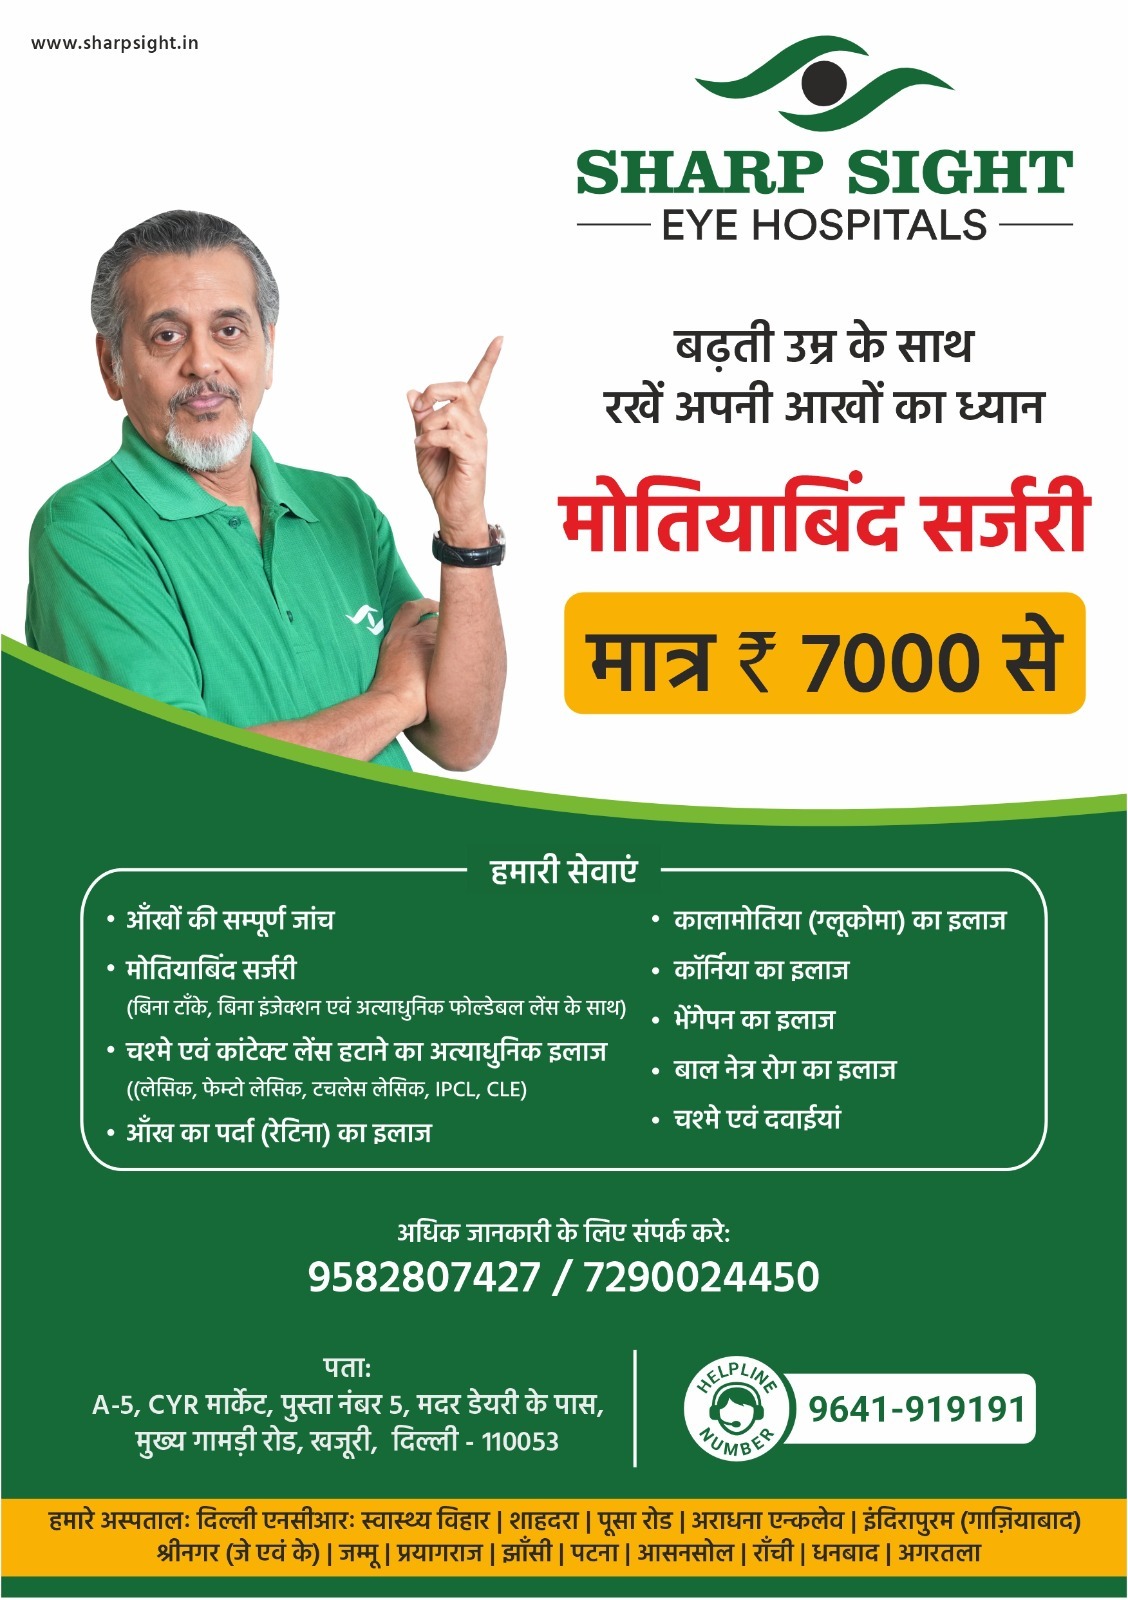 www.sharpsight.in
SHARP SIGHT
EYE HOSPITALS
बढ़ती उम्र के साथ
रखें अपनी आखों का ध्यान
मोतियाबिंद सर्जरी
मात्र ₹ 7000 से
हमारी सेवाएं
• आँखों की सम्पूर्ण जांच
• मोतियाबिंद सर्जरी
(बिना टाँके, बिना इंजेक्शन एवं अत्याधुनिक फोल्डेबल लेंस के साथ)
• चश्मे एवं कांटेक्ट लेंस हटाने का अत्याधुनिक इलाज
((लेसिक, फेम्टो लेसिक, टचलेस लेसिक, IPCL, CLE)
• आँख का पर्दा (रेटिना) का इलाज
• कालामोतिया (ग्लूकोमा) का इलाज
• कॉर्निया का इलाज
• भेंगेपन का इलाज
• बाल नेत्र रोग का इलाज
• चश्मे एवं दवाईयां
अधिक जानकारी के लिए संपर्क करे:
9582807427 / 7290024450
पता:
A-5, CYR मार्केट, पुस्ता नंबर 5, मदर डेयरी के पास,
मुख्य गामड़ी रोड, खजूरी, दिल्ली - 110053
HELPLINE
NUMBER
9641-919191
हमारे अस्पतालः दिल्ली एनसीआरः स्वास्थ्य विहार | शाहदरा | पूसा रोड | अराधना एन्कलेव | इंदिरापुरम (गाज़ियाबाद)
श्रीनगर (जे एवं के) | जम्मू | प्रयागराज | झाँसी | पटना | आसनसोल | राँची | धनबाद | अगरतला